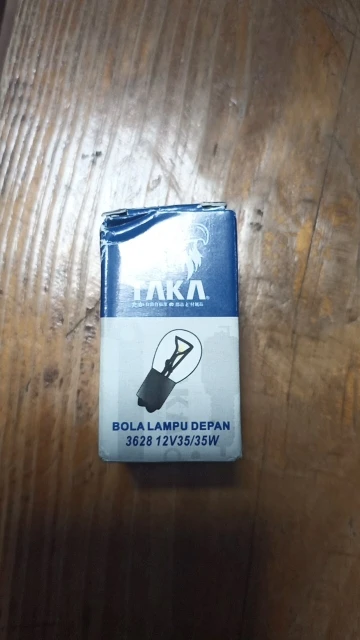 TAKA
BOLA LAMPU DEPAN
3628 12V35/35W